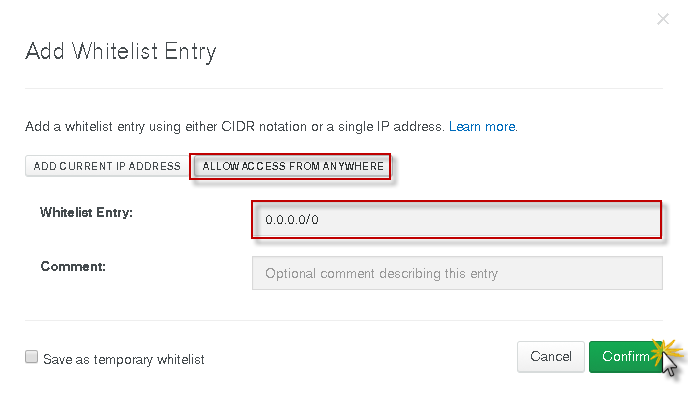 Add Whitelist Entry
Add a whitelist entry using either CIDR notation or a single IP address. Learn more.
ADD CURRENT IP ADDRESS ALLOW ACCESS FROM ANYWHERE
Whitelist Entry: 0.0.0.0/0
Comment: Optional comment describing this entry
Save as temporary whitelist Cancel Confirm